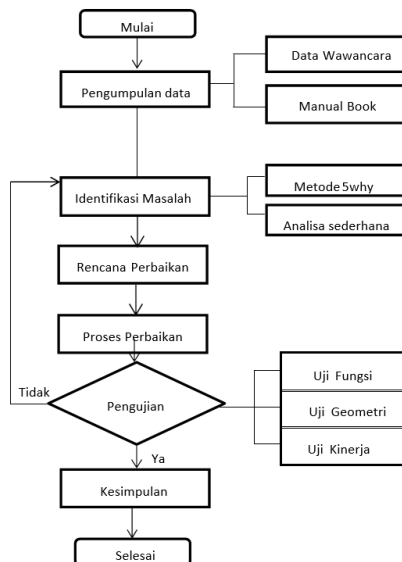 Mulai
Data Wawancara
Pengumpulan data
Manual Book
Metode 5why
Identifikasi Masalah
Analisa sederhana
Rencana Perbaikan
Proses Perbaikan
Uji Fungsi
Tidak
Pengujian
Uji Geometri
Uji Kinerja
Ya
Kesimpulan
Selesai